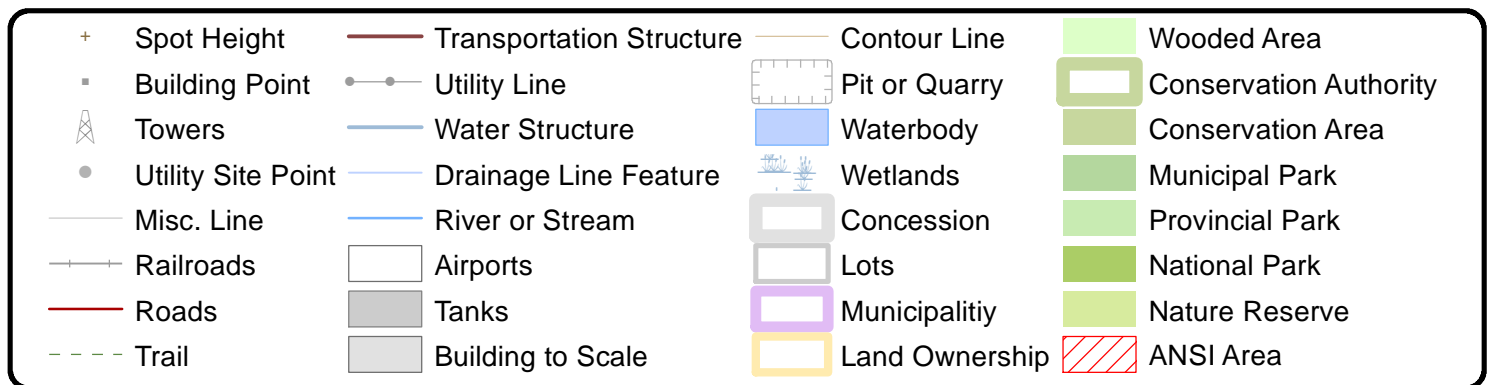 Spot Height
Building Point
Towers
Utility Site Point
Misc. Line
Railroads
Roads
Trail
Transportation Structure
Utility Line
Water Structure
Drainage Line Feature
River or Stream
Airports
Tanks
Building to Scale
Contour Line
Pit or Quarry
Waterbody
Wetlands
Concession
Lots
Municipalitiy
Land Ownership
Wooded Area
Conservation Authority
Conservation Area
Municipal Park
Provincial Park
National Park
Nature Reserve
ANSI Area